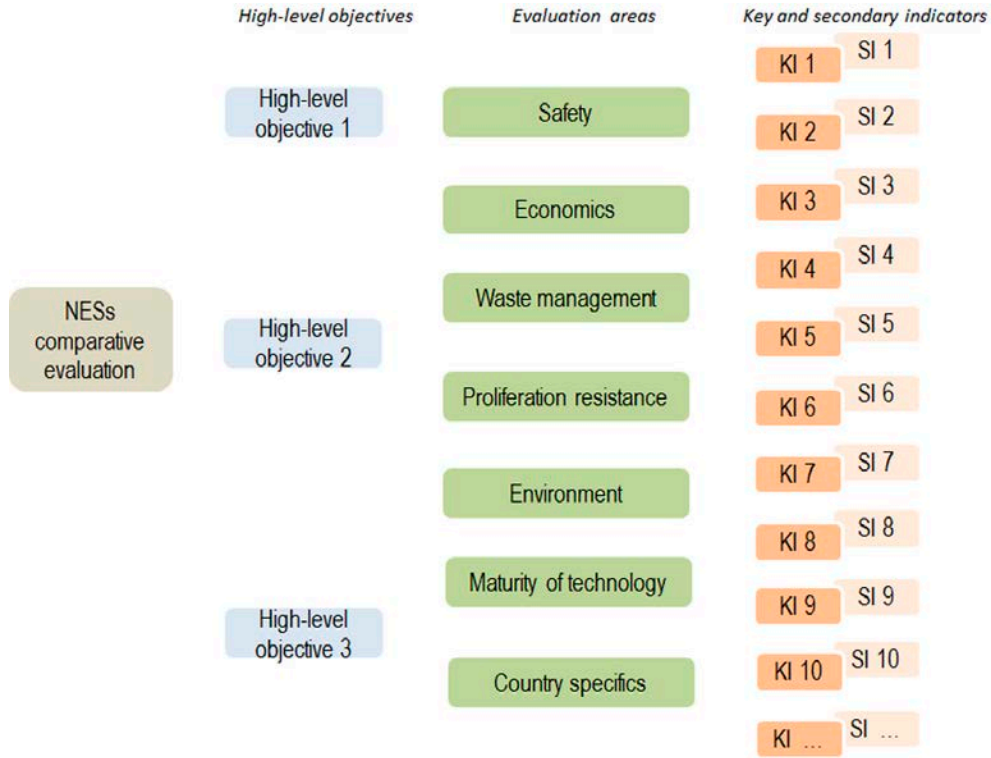 High-level objectives
Evaluation areas
Key and secondary indicators
NESs
comparative
evaluation
High-level
objective 1
High-level
objective 2
High-level
objective 3
Safety
Economics
Waste management
Proliferation resistance
Environment
Maturity of technology
Country specifics
KI 1
SI 1
KI 2
SI 2
KI 3
SI 3
KI 4
SI 4
KI 5
SI 5
KI 6
SI 6
KI 7
SI 7
KI 8
SI 8
KI 9
SI 9
KI 10
SI 10
KI ...
SI ...